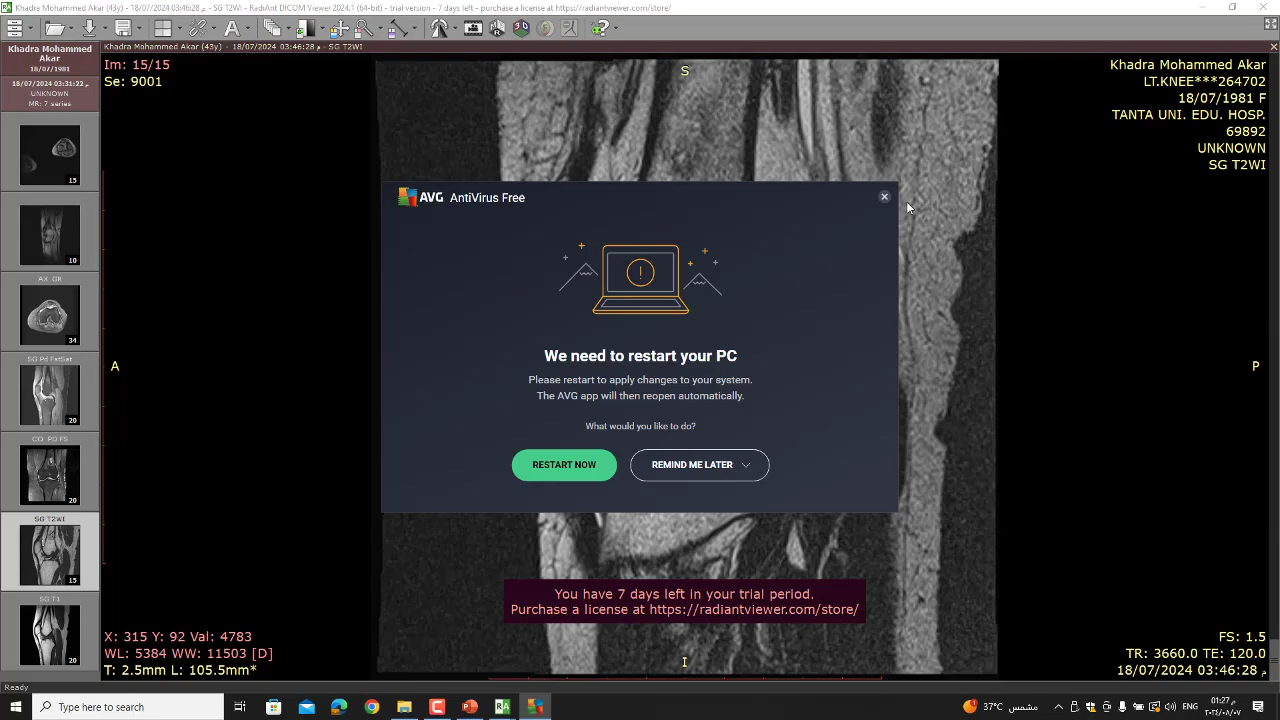 Khadra Mohammed Akar (43y) - RadiAnt DICOM Viewer 2024.1 (64-bit) - trial version - 7 days left - purchase a license at https://radiantviewer.com/store/
Khadra Mohammed Akar
18/07/1981
18/07/2024 03:31:22 م
UNKNOWN
MR: 7 series
15
10
AX GR
34
SG Pd FatSat
20
CO PD FS
20
SG T2WI
15
SG T1
20
Khadra Mohammed Akar (43y) - 18/07/2024 03:46:28 م - SG T2WI
Im: 15/15
Se: 9001
S
Khadra Mohammed Akar
LT.KNEE***264702
18/07/1981 F
TANTA UNI. EDU. HOSP.
69892
UNKNOWN
SG T2WI
A
P
AVG AntiVirus Free
We need to restart your PC
Please restart to apply changes to your system.
The AVG app will then reopen automatically.
What would you like to do?
RESTART NOW
REMIND ME LATER
You have 7 days left in your trial period.
Purchase a license at https://radiantviewer.com/store/
X: 315 Y: 92 Val: 4783
WL: 5384 WW: 11503 [D]
T: 2.5mm L: 105.5mm*
I
FS: 1.5
TR: 3660.0 TE: 120.0
18/07/2024 03:46:28 م
Ready
Type here to search
37°C مشمس
ENG
01:27 م